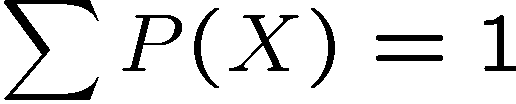 ∑ P(X) = 1